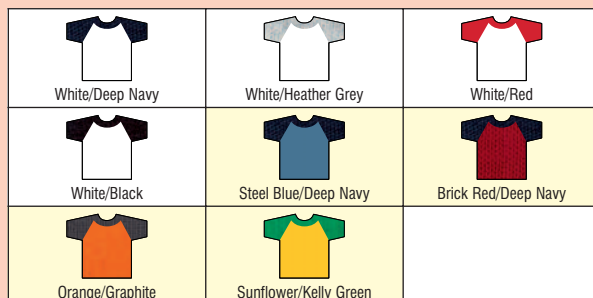 White/Deep Navy
White/Heather Grey
White/Red
White/Black
Steel Blue/Deep Navy
Brick Red/Deep Navy
Orange/Graphite
Sunflower/Kelly Green